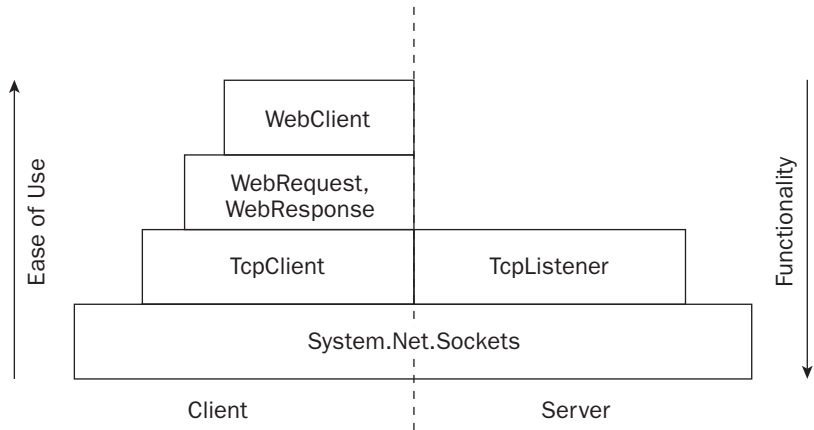 WebClient
WebRequest,
WebResponse
Ease of Use
Functionality
TcpClient
TcpListener
System.Net.Sockets
Client
Server